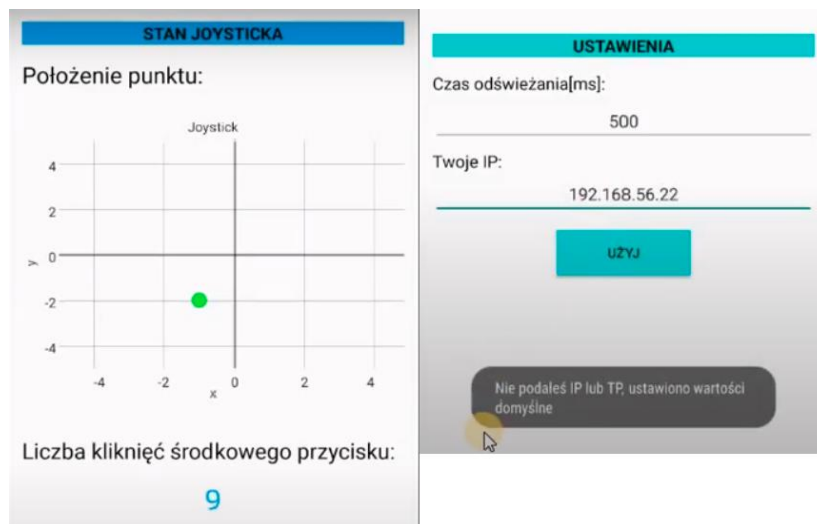 STAN JOYSTICKA
Położenie punktu:
Joystick
4
2
0
-2
-4
y
-4
-2
0
2
4
x
Liczba kliknięć środkowego przycisku:
9
USTAWIENIA
Czas odświeżania[ms]:
500
Twoje IP:
192.168.56.22
UŻYJ
Nie podałeś IP lub TP, ustawiono wartości
domyślne